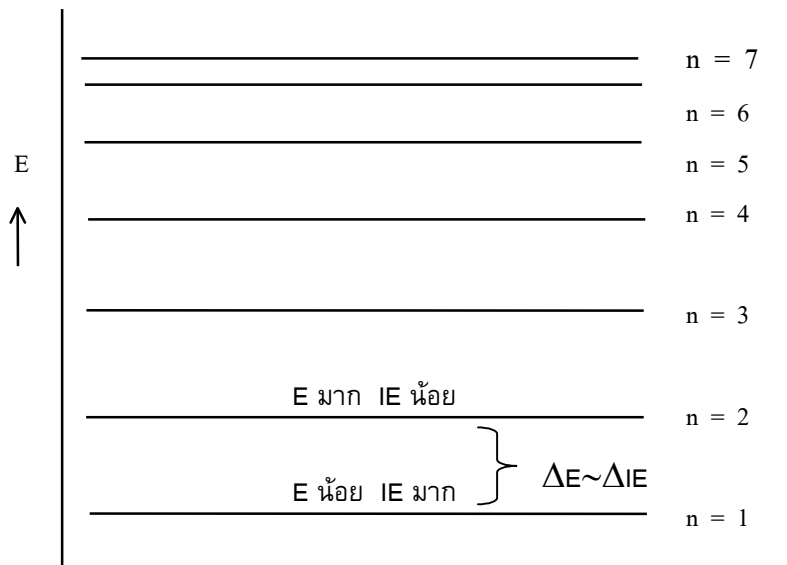 n = 7
n = 6
E
n = 5
n = 4
n = 3
E มาก IE น้อย
n = 2
ΔE~ΔIE
E น้อย IE มาก
n = 1